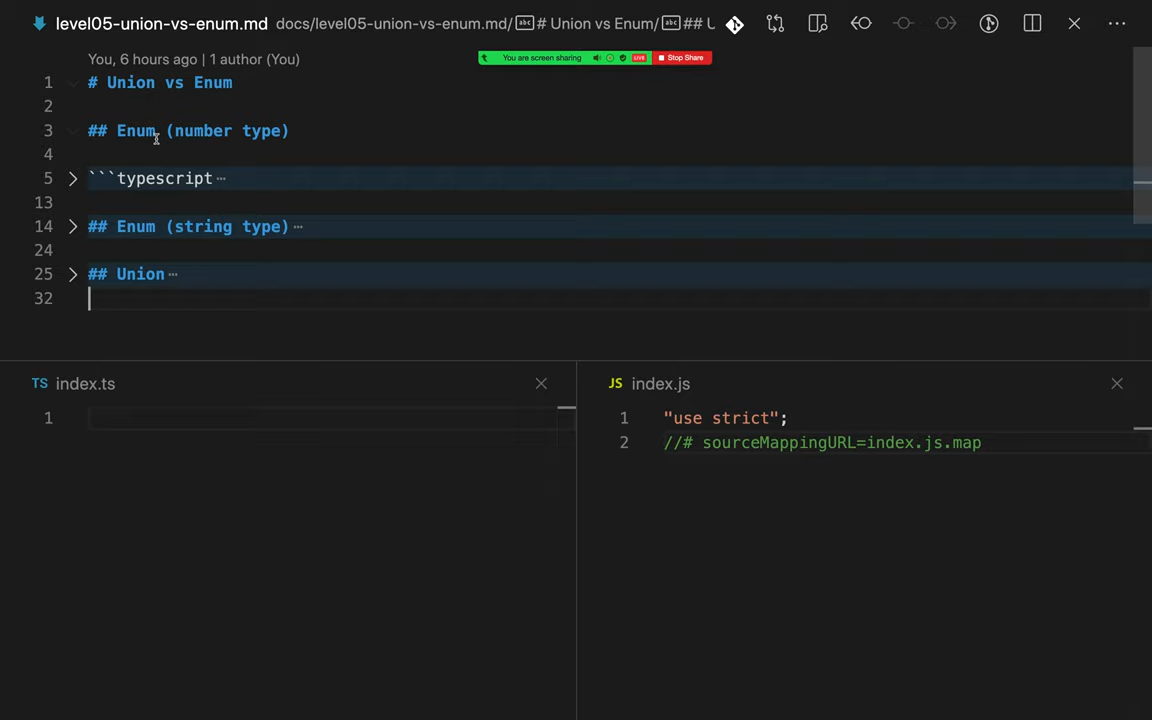 level05-union-vs-enum.md docs/level05-union-vs-enum.md/ abc # Union vs Enum/ abc ## U
You, 6 hours ago | 1 author (You)
You are screen sharing LIVE Stop Share
1 # Union vs Enum
2
3 ## Enum (number type)
4
5 ```typescript ⋯
13
14 ## Enum (string type) ⋯
24
25 ## Union ⋯
32
TS index.ts
1
JS index.js
1 "use strict";
2 //# sourceMappingURL=index.js.map